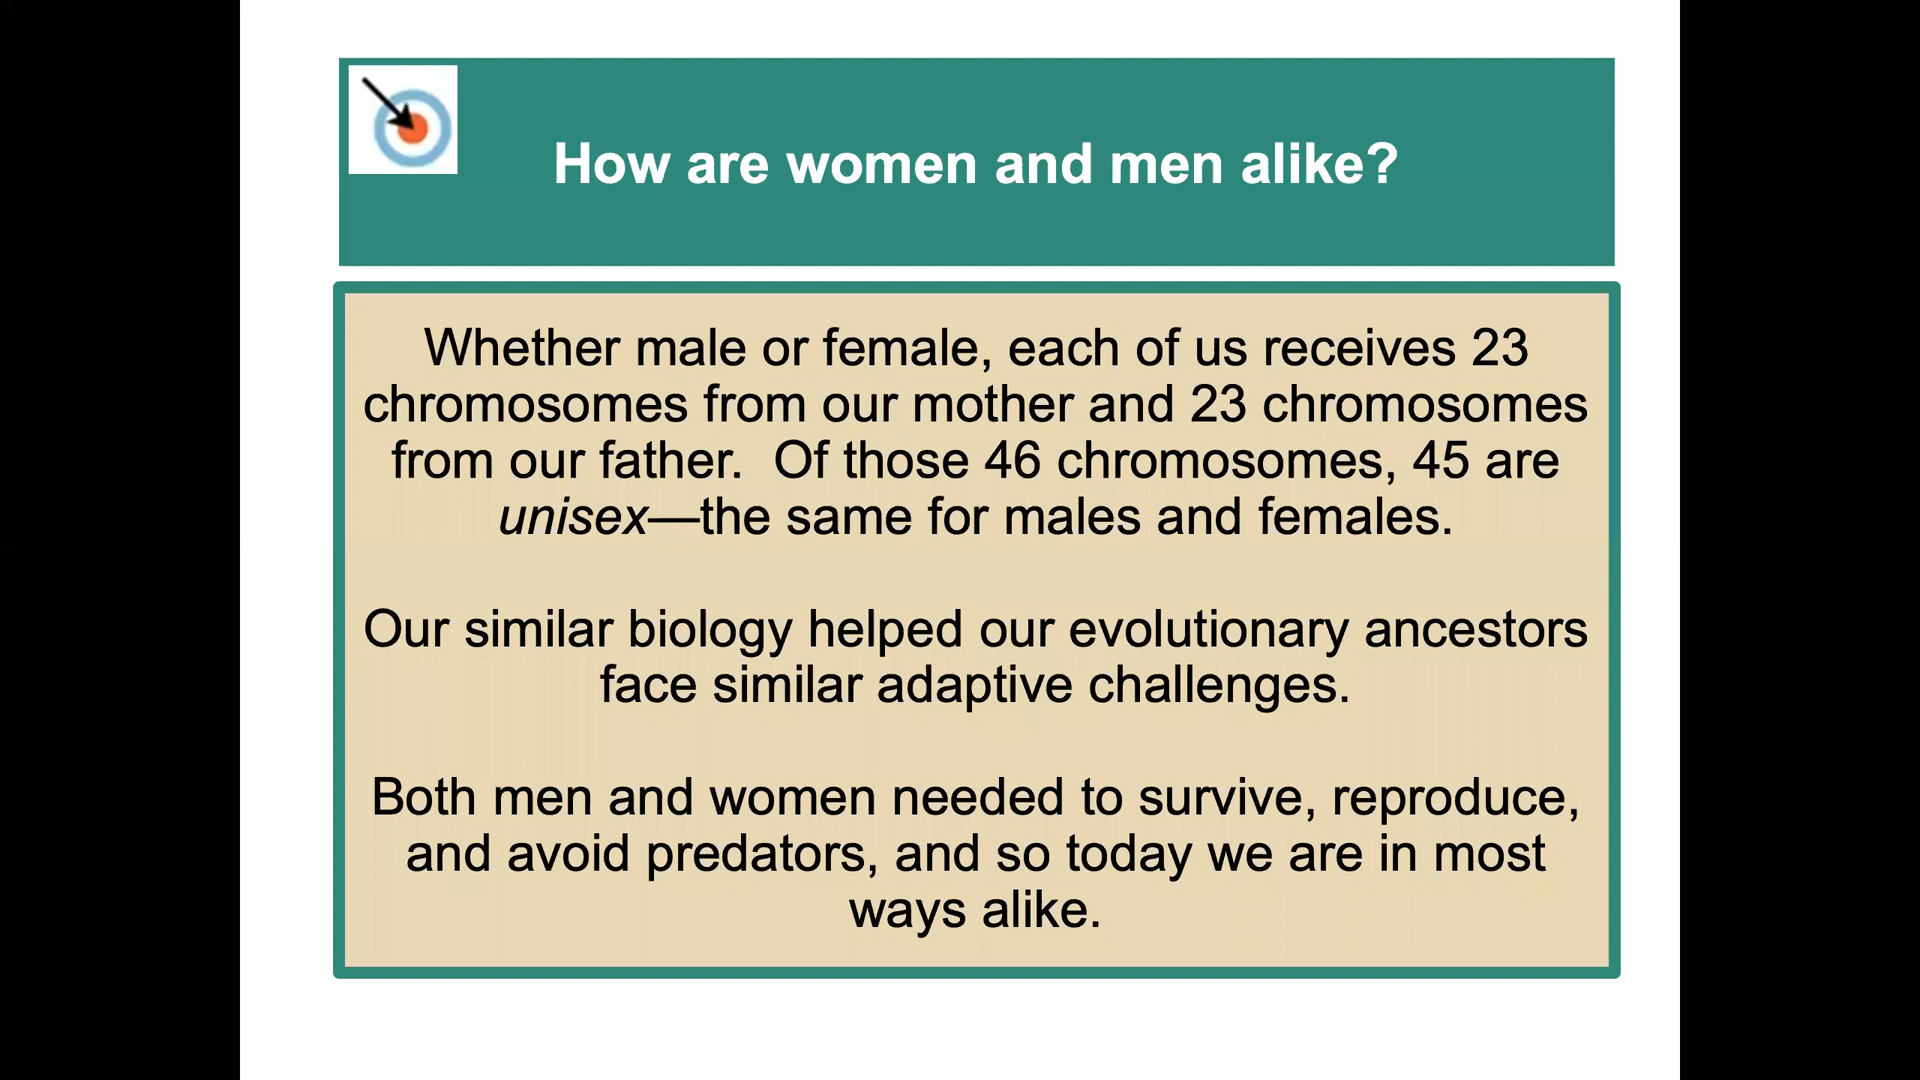 How are women and men alike?
Whether male or female, each of us receives 23
chromosomes from our mother and 23 chromosomes
from our father.  Of those 46 chromosomes, 45 are
unisex—the same for males and females.
Our similar biology helped our evolutionary ancestors
face similar adaptive challenges.
Both men and women needed to survive, reproduce,
and avoid predators, and so today we are in most
ways alike.